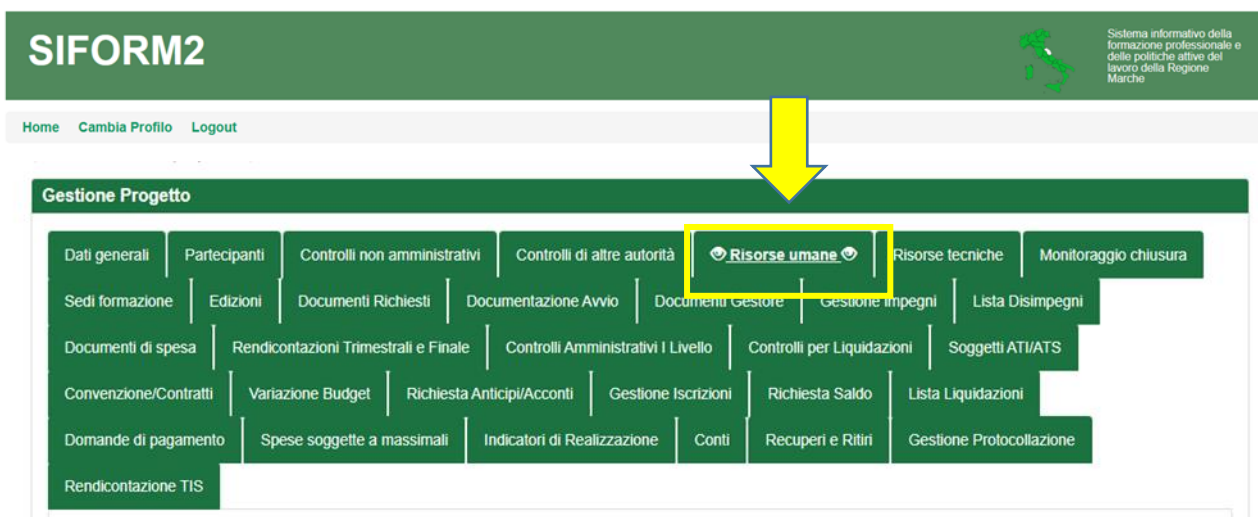 SIFORM2
Sistema informativo della
formazione professionale e
delle politiche attive del
lavoro della Regione
Marche
Home Cambia Profilo Logout
Gestione Progetto
Dati generali Partecipanti Controlli non amministrativi Controlli di altre autorità Risorse umane Risorse tecniche Monitoraggio chiusura
Sedi formazione Edizioni Documenti Richiesti Documentazione Avvio Documenti Gestore Gestione Impegni Lista Disimpegni
Documenti di spesa Rendicontazioni Trimestrali e Finale Controlli Amministrativi I Livello Controlli per Liquidazioni Soggetti ATI/ATS
Convenzione/Contratti Variazione Budget Richiesta Anticipi/Acconti Gestione Iscrizioni Richiesta Saldo Lista Liquidazioni
Domande di pagamento Spese soggette a massimali Indicatori di Realizzazione Conti Recuperi e Ritiri Gestione Protocollazione
Rendicontazione TIS